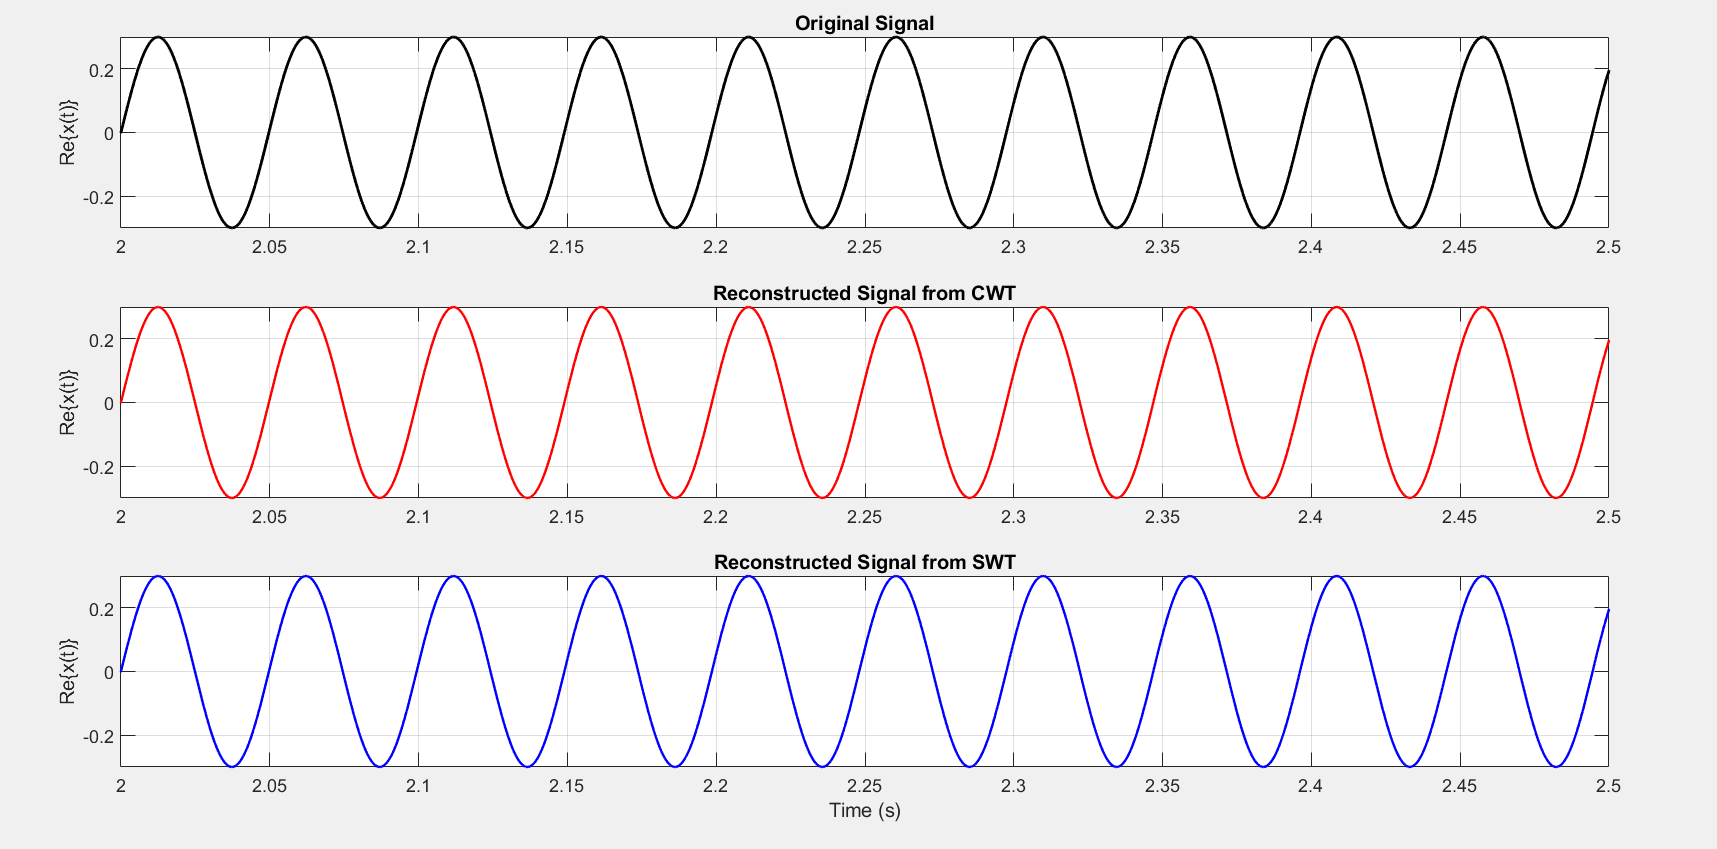 Original Signal
Re{x(t)}
0.2
0
-0.2
2 2.05 2.1 2.15 2.2 2.25 2.3 2.35 2.4 2.45 2.5
Reconstructed Signal from CWT
Re{x(t)}
0.2
0
-0.2
2 2.05 2.1 2.15 2.2 2.25 2.3 2.35 2.4 2.45 2.5
Reconstructed Signal from SWT
Re{x(t)}
0.2
0
-0.2
2 2.05 2.1 2.15 2.2 2.25 2.3 2.35 2.4 2.45 2.5
Time (s)